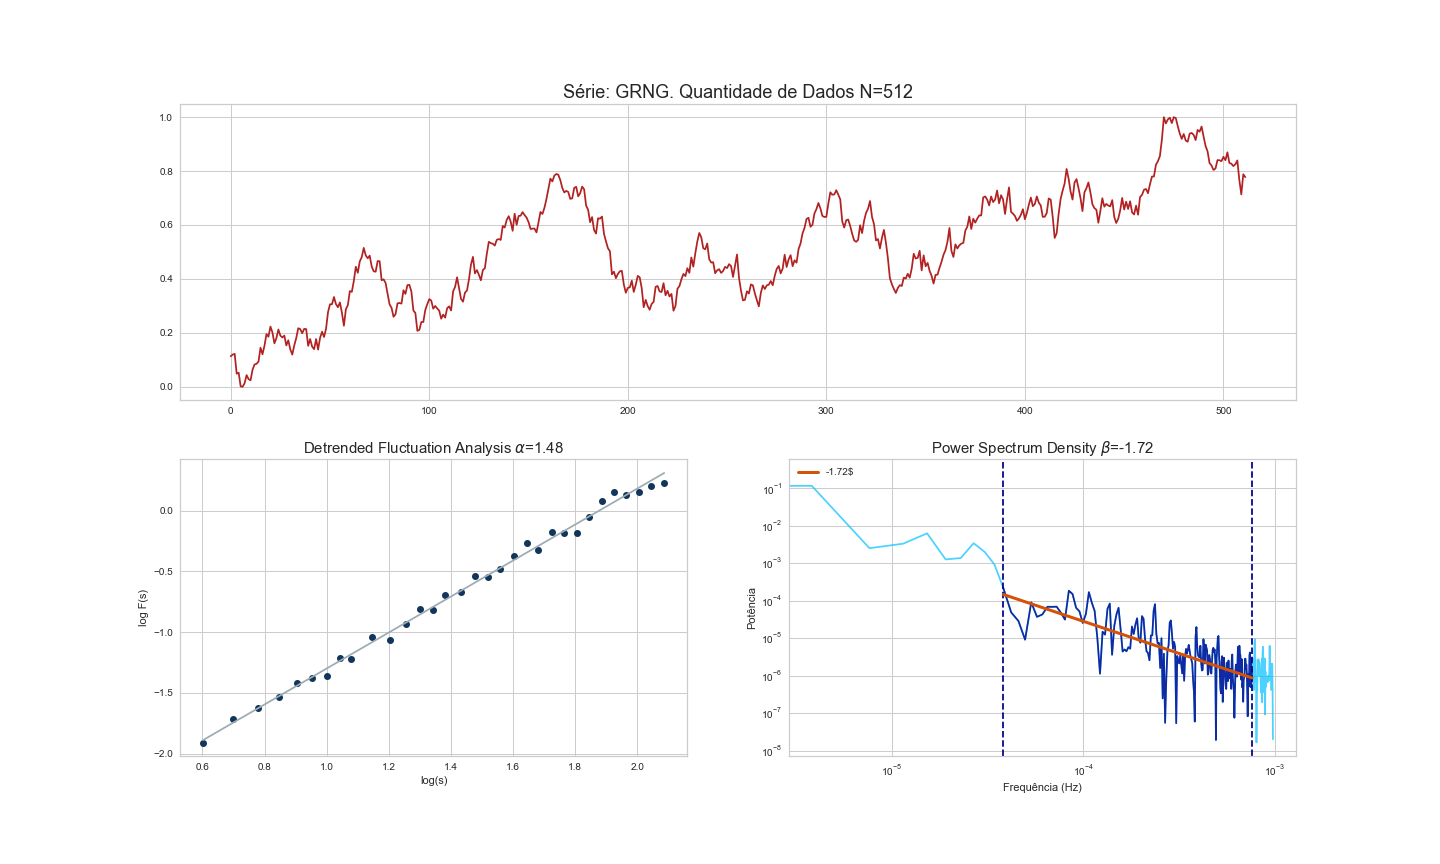 Série: GRNG. Quantidade de Dados N=512
1.0
0.8
0.6
0.4
0.2
0.0
0 100 200 300 400 500
Detrended Fluctuation Analysis α=1.48
log F(s)
0.0
−0.5
−1.0
−1.5
−2.0
0.6 0.8 1.0 1.2 1.4 1.6 1.8 2.0
log(s)
Power Spectrum Density β=-1.72
-1.72$
Potência
10⁻¹
10⁻²
10⁻³
10⁻⁴
10⁻⁵
10⁻⁶
10⁻⁷
10⁻⁸
10⁻⁵ 10⁻⁴ 10⁻³
Frequência (Hz)